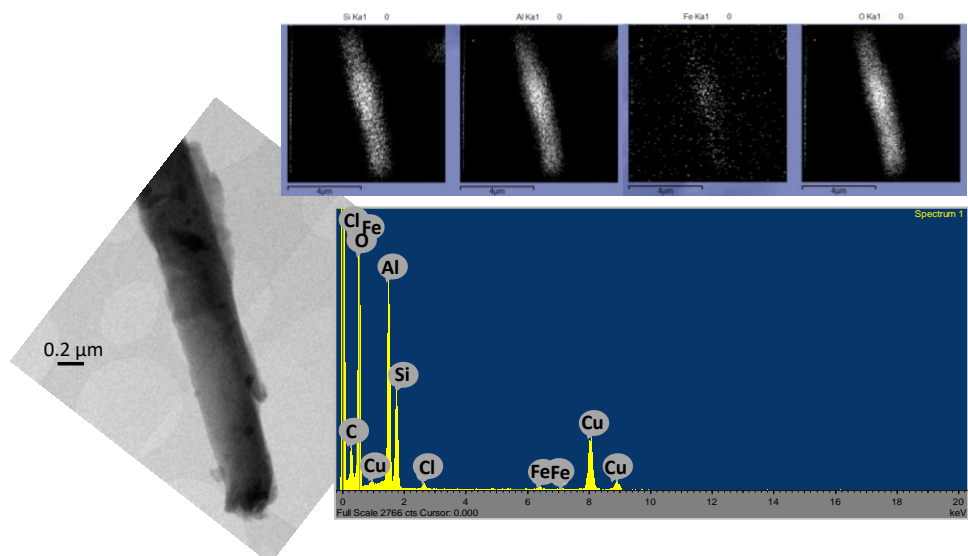 Si Ka1 0
Al Ka1 0
Fe Ka1 0
O Ka1 0
4µm
4µm
4µm
4µm
Spectrum 1
Cl
Fe
O
Al
Si
C
Cu
Cl
Fe
Fe
Cu
Cu
0.2 µm
0 2 4 6 8 10 12 14 16 18 20
Full Scale 2766 cts Cursor: 0.000
keV